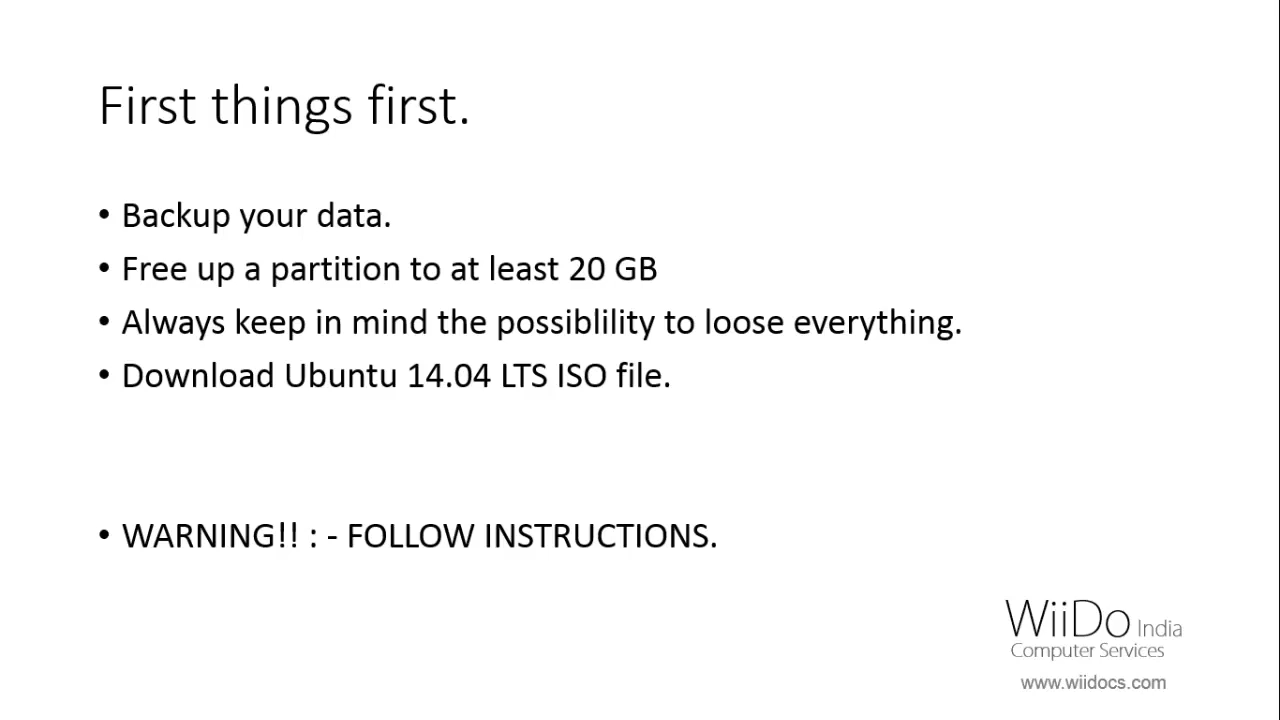 First things first.
• Backup your data.
• Free up a partition to at least 20 GB
• Always keep in mind the possiblility to loose everything.
• Download Ubuntu 14.04 LTS ISO file.
• WARNING!! : - FOLLOW INSTRUCTIONS.
WiiDo India
Computer Services
www.wiidocs.com